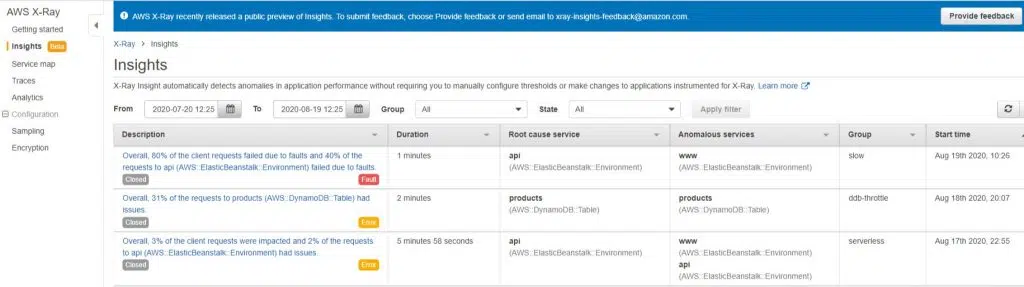 AWS X-Ray
Getting started
Insights Beta
Service map
Traces
Analytics
Configuration
Sampling
Encryption
AWS X-Ray recently released a public preview of Insights. To submit feedback, choose Provide feedback or send email to xray-insights-feedback@amazon.com.
Provide feedback
X-Ray > Insights
Insights
X-Ray Insight automatically detects anomalies in application performance without requiring you to manually configure thresholds or make changes to applications instrumented for X-Ray. Learn more
From 2020-07-20 12:25 To 2020-08-19 12:25 Group All State All Apply filter
Description Duration Root cause service Anomalous services Group Start time
Overall, 80% of the client requests failed due to faults and 40% of the 1 minutes api www slow Aug 19th 2020, 10:26
requests to api (AWS::ElasticBeanstalk::Environment) failed due to faults. (AWS::ElasticBeanstalk::Environment) (AWS::ElasticBeanstalk::Environment)
Closed Fault
Overall, 31% of the requests to products (AWS::DynamoDB::Table) had 2 minutes products products ddb-throttle Aug 18th 2020, 20:07
issues. (AWS::DynamoDB::Table) (AWS::DynamoDB::Table)
Closed Error
Overall, 3% of the client requests were impacted and 2% of the requests 5 minutes 58 seconds api www serverless Aug 17th 2020, 22:55
to api (AWS::ElasticBeanstalk::Environment) had issues. (AWS::ElasticBeanstalk::Environment) (AWS::ElasticBeanstalk::Environment)
Closed Error api
(AWS::ElasticBeanstalk::Environment)